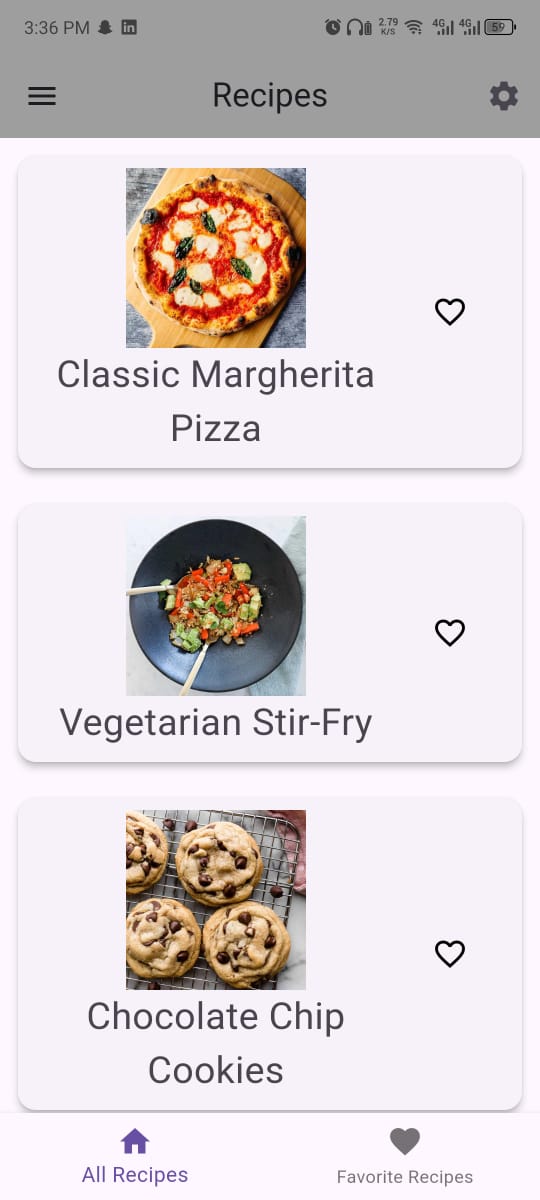 3:36 PM
2.79
K/S
4G
4G
59
Recipes
Classic Margherita
Pizza
Vegetarian Stir-Fry
Chocolate Chip
Cookies
All Recipes
Favorite Recipes